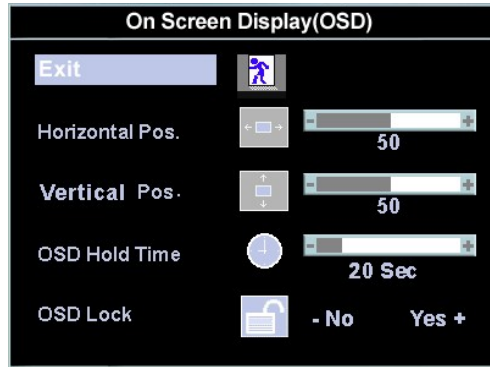 On Screen Display(OSD)
Exit
Horizontal Pos. - +
50
Vertical Pos. - +
50
OSD Hold Time - +
20 Sec
OSD Lock - No Yes +